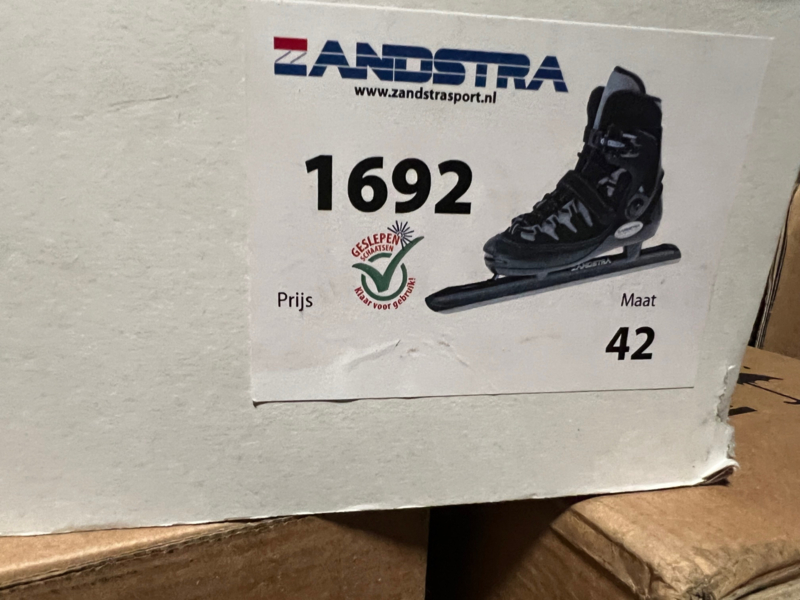 ZANDSTRA
www.zandstrasport.nl
1692
GESLEPEN
SCHAATSEN
Klaar voor gebruik!
ZANDSTRA
Prijs
Maat
42